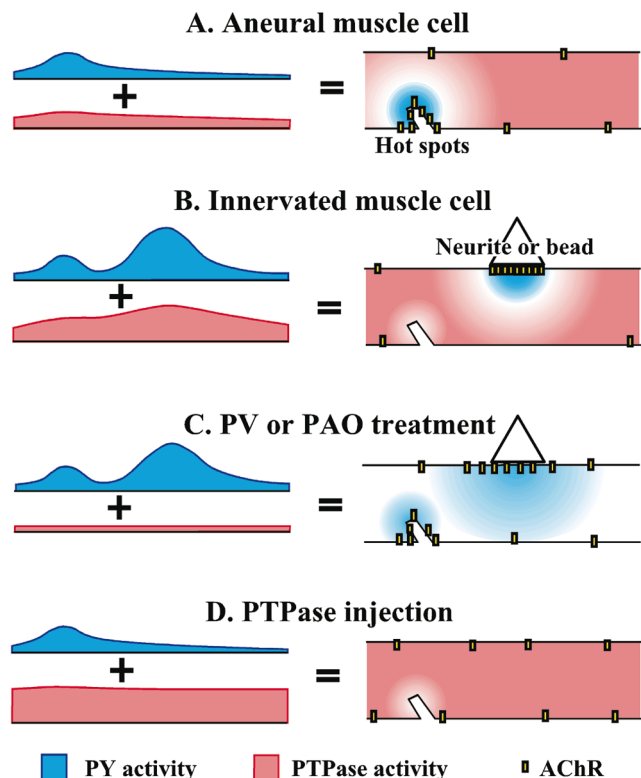 A. Aneural muscle cell
+
=
Hot spots
B. Innervated muscle cell
Neurite or bead
+
=
C. PV or PAO treatment
+
=
D. PTPase injection
+
=
PY activity
PTPase activity
AChR